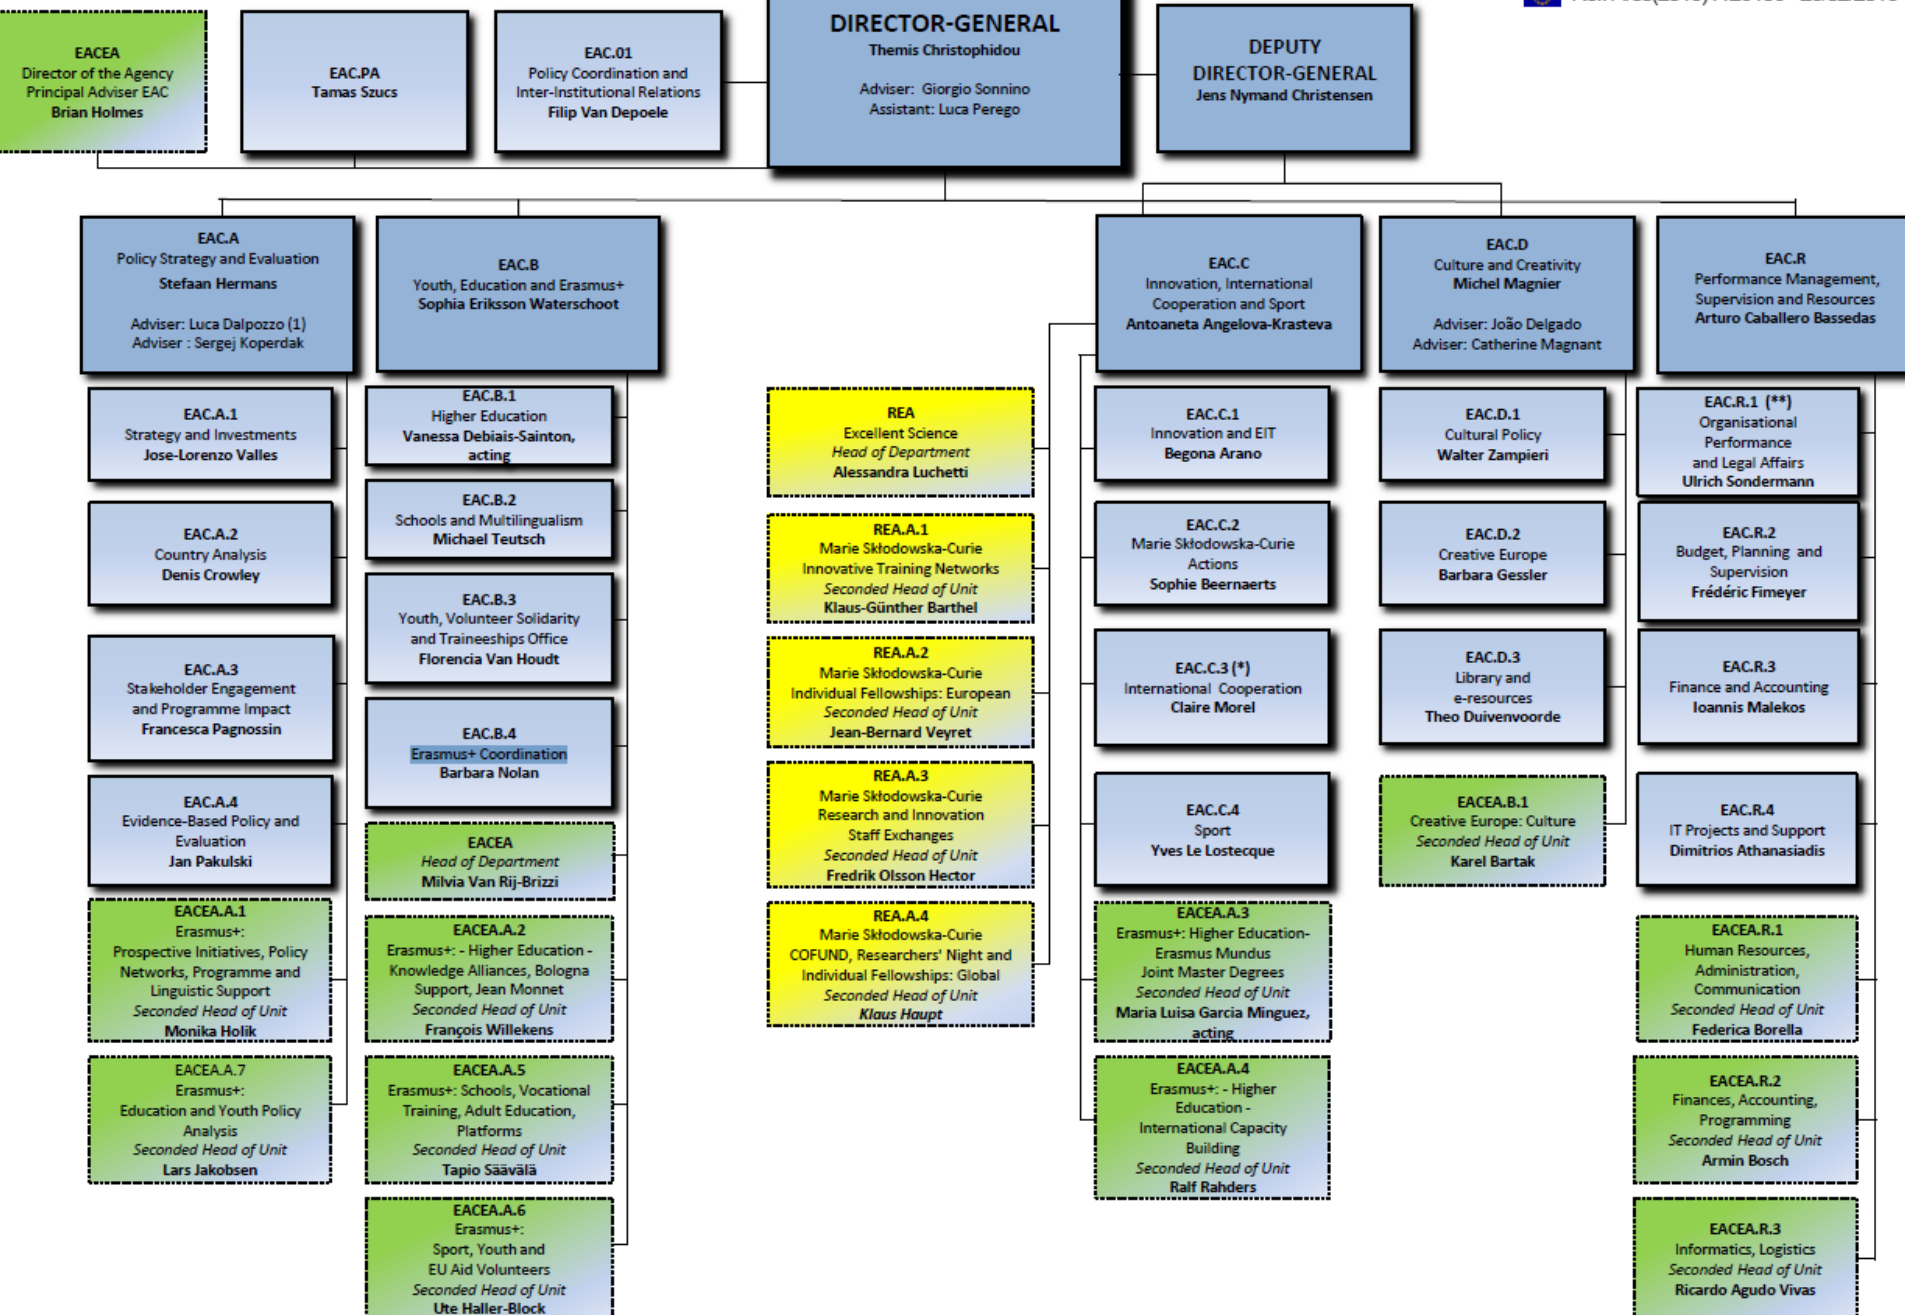 EACEA
Director of the Agency
Principal Adviser EAC
Brian Holmes
EAC.PA
Tamas Szucs
EAC.01
Policy Coordination and
Inter-Institutional Relations
Filip Van Depoele
DIRECTOR-GENERAL
Themis Christophidou
Adviser: Giorgio Sonnino
Assistant: Luca Perego
DEPUTY
DIRECTOR-GENERAL
Jens Nymand Christensen
EAC.A
Policy Strategy and Evaluation
Stefaan Hermans
Adviser: Luca Dalpozzo (1)
Adviser : Sergej Koperdak
EAC.A.1
Strategy and Investments
Jose-Lorenzo Valles
EAC.A.2
Country Analysis
Denis Crowley
EAC.A.3
Stakeholder Engagement
and Programme Impact
Francesca Pagnossin
EAC.A.4
Evidence-Based Policy and
Evaluation
Jan Pakulski
EACEA.A.1
Erasmus+:
Prospective Initiatives, Policy
Networks, Programme and
Linguistic Support
Seconded Head of Unit
Monika Holik
EACEA.A.7
Erasmus+:
Education and Youth Policy
Analysis
Seconded Head of Unit
Lars Jakobsen
EAC.B
Youth, Education and Erasmus+
Sophia Eriksson Waterschoot
EAC.B.1
Higher Education
Vanessa Debiais-Sainton,
acting
EAC.B.2
Schools and Multilingualism
Michael Teutsch
EAC.B.3
Youth, Volunteer Solidarity
and Traineeships Office
Florencia Van Houdt
EAC.B.4
Erasmus+ Coordination
Barbara Nolan
EACEA
Head of Department
Milvia Van Rij-Brizzi
EACEA.A.2
Erasmus+: - Higher Education -
Knowledge Alliances, Bologna
Support, Jean Monnet
Seconded Head of Unit
François Willekens
EACEA.A.5
Erasmus+: Schools, Vocational
Training, Adult Education,
Platforms
Seconded Head of Unit
Tapio Säävälä
EACEA.A.6
Erasmus+:
Sport, Youth and
EU Aid Volunteers
Seconded Head of Unit
Ute Haller-Block
REA
Excellent Science
Head of Department
Alessandra Luchetti
REA.A.1
Marie Skłodowska-Curie
Innovative Training Networks
Seconded Head of Unit
Klaus-Günther Barthel
REA.A.2
Marie Skłodowska-Curie
Individual Fellowships: European
Seconded Head of Unit
Jean-Bernard Veyret
REA.A.3
Marie Skłodowska-Curie
Research and Innovation
Staff Exchanges
Seconded Head of Unit
Fredrik Olsson Hector
REA.A.4
Marie Skłodowska-Curie
COFUND, Researchers' Night and
Individual Fellowships: Global
Seconded Head of Unit
Klaus Haupt
EAC.C
Innovation, International
Cooperation and Sport
Antoaneta Angelova-Krasteva
EAC.C.1
Innovation and EIT
Begona Arano
EAC.C.2
Marie Skłodowska-Curie
Actions
Sophie Beernaerts
EAC.C.3 (*)
International Cooperation
Claire Morel
EAC.C.4
Sport
Yves Le Lostecque
EACEA.A.3
Erasmus+: Higher Education-
Erasmus Mundus
Joint Master Degrees
Seconded Head of Unit
Maria Luisa Garcia Minguez,
acting
EACEA.A.4
Erasmus+: - Higher
Education -
International Capacity
Building
Seconded Head of Unit
Ralf Rahders
EAC.D
Culture and Creativity
Michel Magnier
Adviser: João Delgado
Adviser: Catherine Magnant
EAC.D.1
Cultural Policy
Walter Zampieri
EAC.D.2
Creative Europe
Barbara Gessler
EAC.D.3
Library and
e-resources
Theo Duivenvoorde
EACEA.B.1
Creative Europe: Culture
Seconded Head of Unit
Karel Bartak
EAC.R
Performance Management,
Supervision and Resources
Arturo Caballero Bassedas
EAC.R.1 (**)
Organisational
Performance
and Legal Affairs
Ulrich Sondermann
EAC.R.2
Budget, Planning and
Supervision
Frédéric Fimeyer
EAC.R.3
Finance and Accounting
Ioannis Malekos
EAC.R.4
IT Projects and Support
Dimitrios Athanasiadis
EACEA.R.1
Human Resources,
Administration,
Communication
Seconded Head of Unit
Federica Borella
EACEA.R.2
Finances, Accounting,
Programming
Seconded Head of Unit
Armin Bosch
EACEA.R.3
Informatics, Logistics
Seconded Head of Unit
Ricardo Agudo Vivas